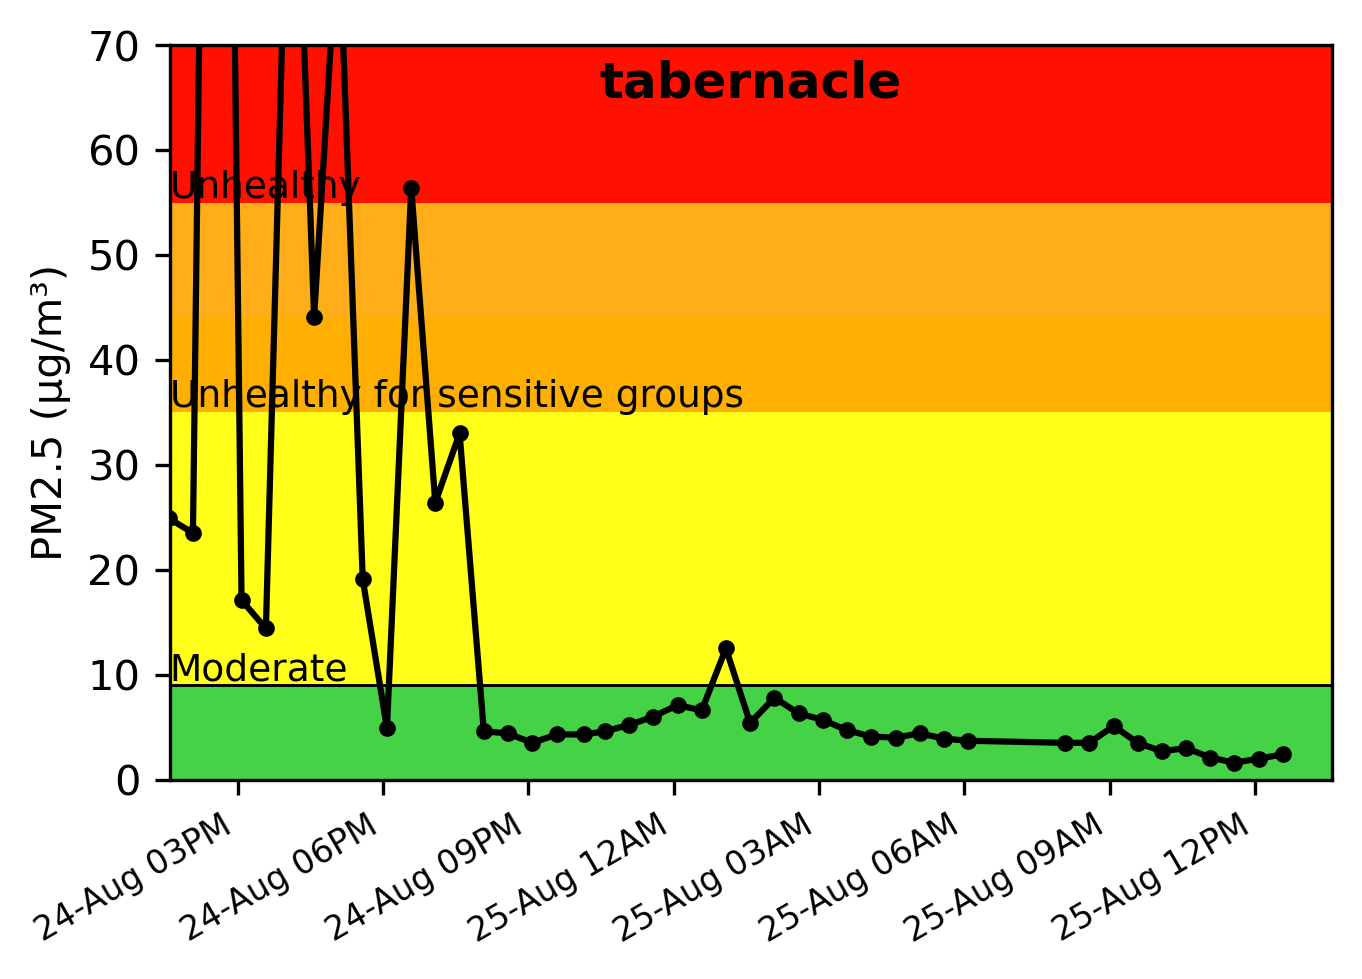 tabernacle
PM2.5 (µg/m³)
70
60
50
40
30
20
10
0
Unhealthy
Unhealthy for sensitive groups
Moderate
24-Aug 03PM
24-Aug 06PM
24-Aug 09PM
25-Aug 12AM
25-Aug 03AM
25-Aug 06AM
25-Aug 09AM
25-Aug 12PM